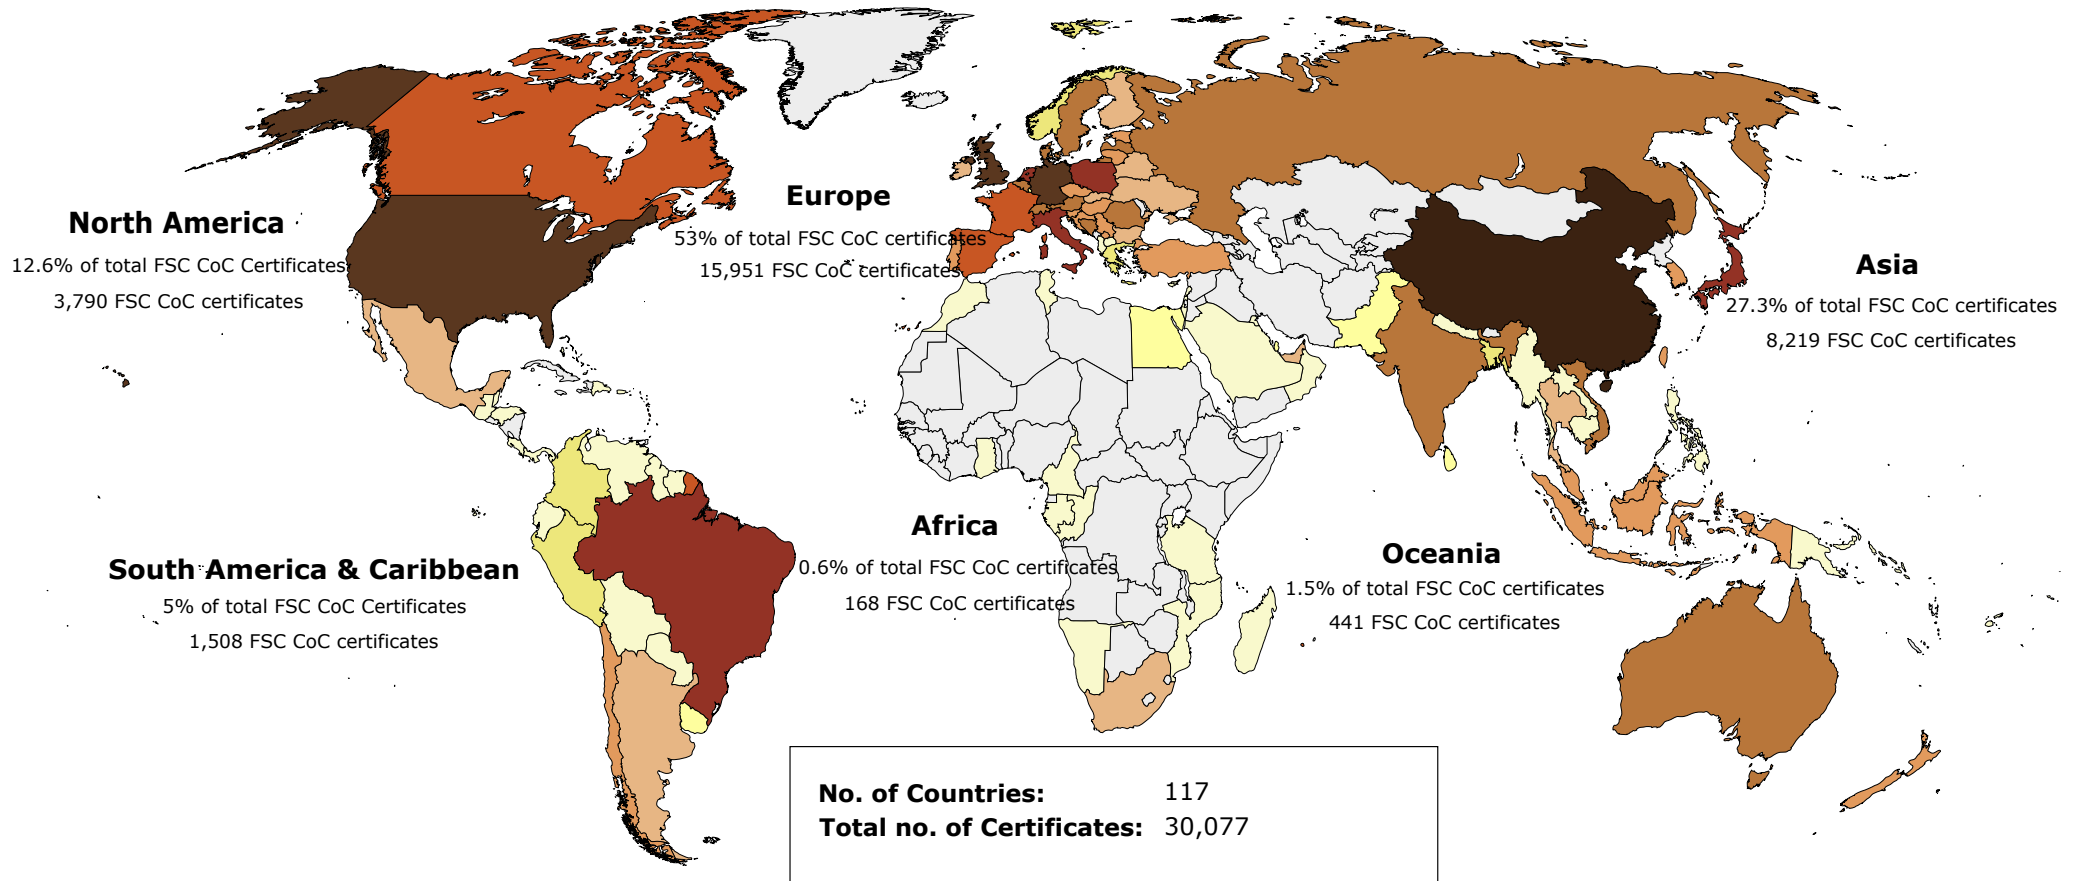 North America
12.6% of total FSC CoC Certificates
3,790 FSC CoC certificates
Europe
53% of total FSC CoC certificates
15,951 FSC CoC certificates
Asia
27.3% of total FSC CoC certificates
8,219 FSC CoC certificates
South America & Caribbean
5% of total FSC CoC Certificates
1,508 FSC CoC certificates
Africa
0.6% of total FSC CoC certificates
168 FSC CoC certificates
Oceania
1.5% of total FSC CoC certificates
441 FSC CoC certificates
No. of Countries: 117
Total no. of Certificates: 30,077